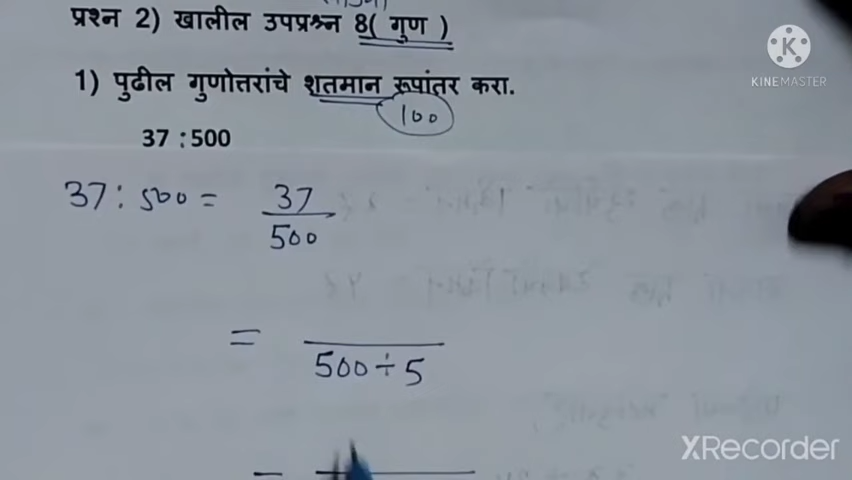 प्रश्न 2) खालील उपप्रश्न 8( गुण )
1) पुढील गुणोत्तरांचे शतमान रूपांतर करा.
100
37 : 500
37 : 500 = 37/500
= 500 ÷ 5
K
KINEMASTER
XRecorder